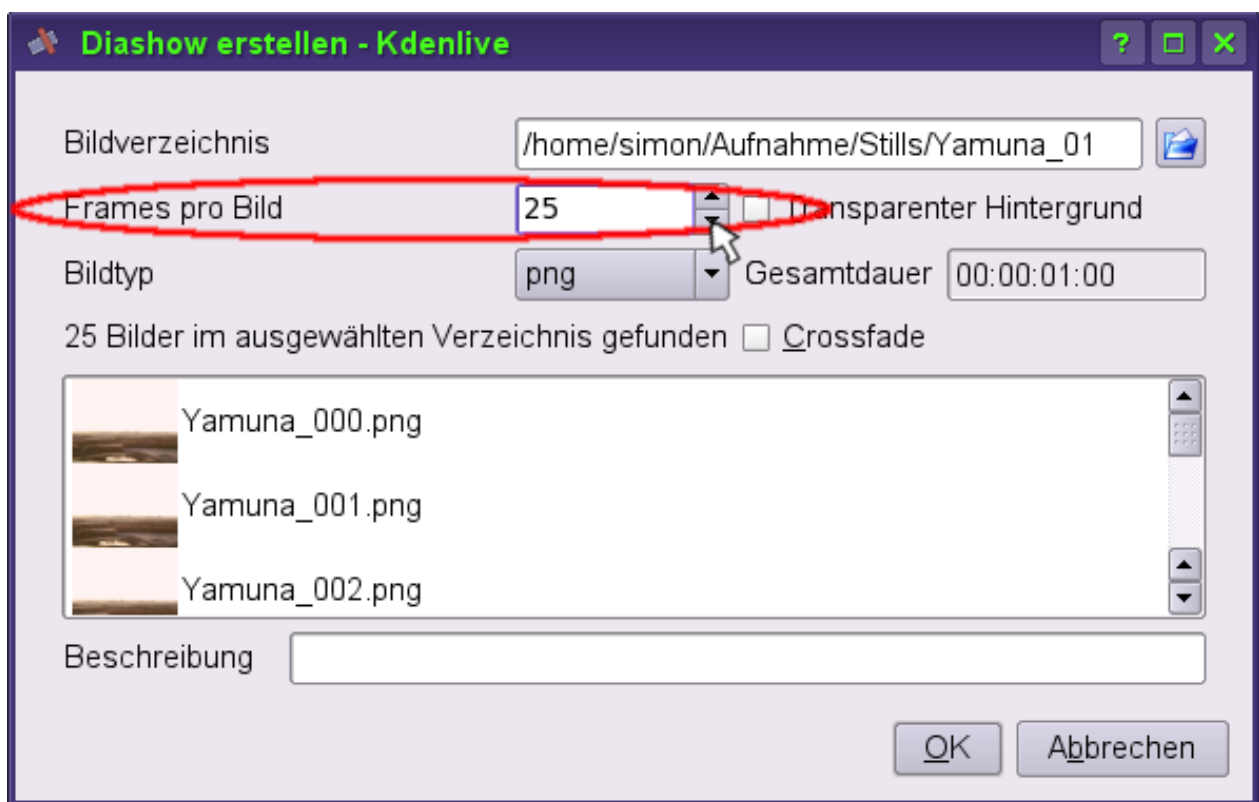 Diashow erstellen - Kdenlive
Bildverzeichnis /home/simon/Aufnahme/Stills/Yamuna_01
Frames pro Bild 25 Transparenter Hintergrund
Bildtyp png Gesamtdauer 00:00:01:00
25 Bilder im ausgewählten Verzeichnis gefunden Crossfade
Yamuna_000.png
Yamuna_001.png
Yamuna_002.png
Beschreibung
OK Abbrechen